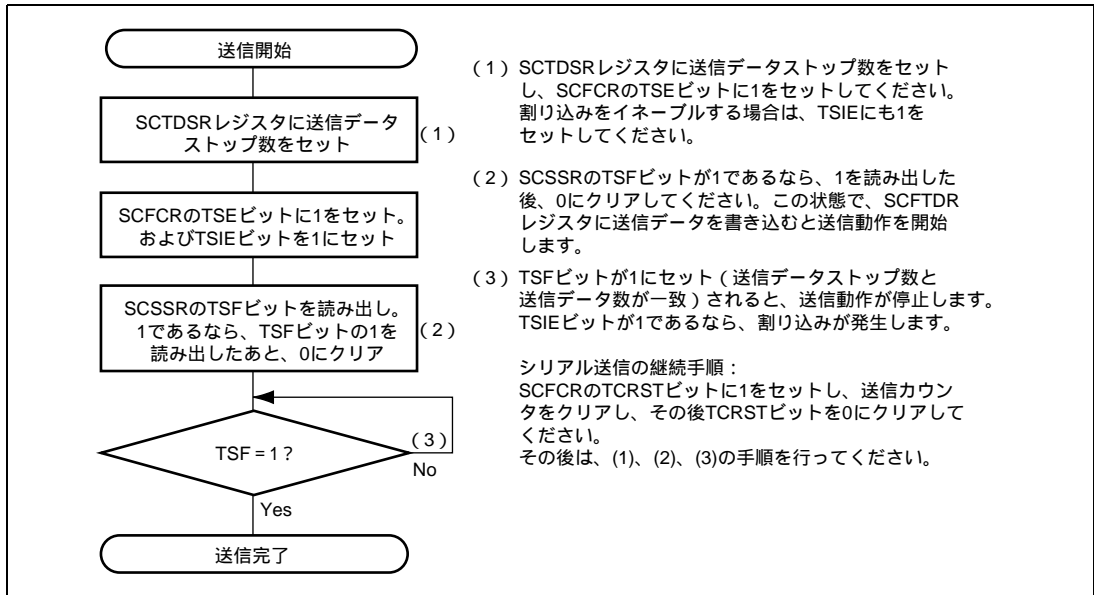 送信開始
SCTDSRレジスタに送信データ
ストップ数をセット
（1）
SCFCRのTSEビットに1をセット。
およびTSIEビットを1にセット
SCSSRのTSFビットを読み出し。
1であるなら、TSFビットの1を
読み出したあと、0にクリア
（2）
TSF = 1？
（3）
No
Yes
送信完了
（1）SCTDSRレジスタに送信データストップ数をセット
し、SCFCRのTSEビットに1をセットしてください。
割り込みをイネーブルする場合は、TSIEにも1を
セットしてください。
（2）SCSSRのTSFビットが1であるなら、1を読み出した
後、0にクリアしてください。この状態で、SCFTDR
レジスタに送信データを書き込むと送信動作を開始
します。
（3）TSFビットが1にセット（送信データストップ数と
送信データ数が一致）されると、送信動作が停止します。
TSIEビットが1であるなら、割り込みが発生します。
シリアル送信の継続手順：
SCFCRのTCRSTビットに1をセットし、送信カウン
タをクリアし、その後TCRSTビットを0にクリアして
ください。
その後は、(1)、(2)、(3)の手順を行ってください。